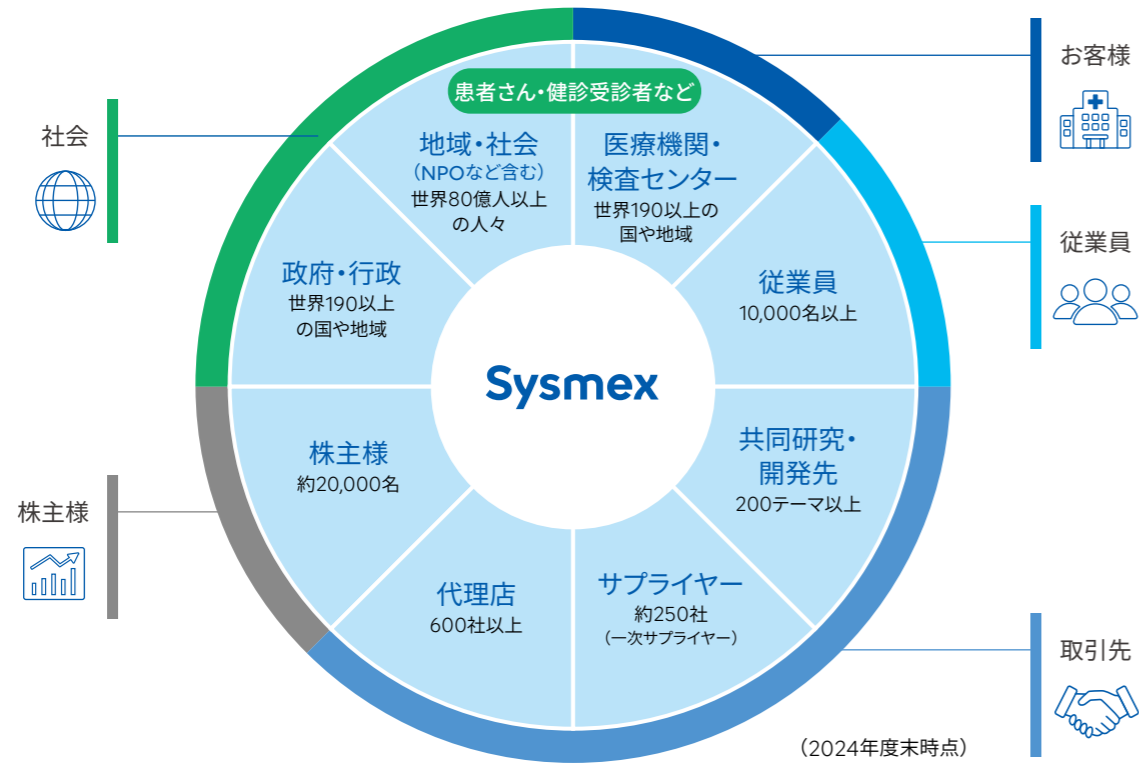 患者さん・健診受診者など
地域・社会
（NPOなど含む）
世界80億人以上
の人々
医療機関・
検査センター
世界190以上の
国や地域
従業員
10,000名以上
共同研究・
開発先
200テーマ以上
サプライヤー
約250社
（一次サプライヤー）
代理店
600社以上
株主様
約20,000名
政府・行政
世界190以上
の国や地域
Sysmex
お客様
従業員
取引先
株主様
社会
（2024年度末時点）